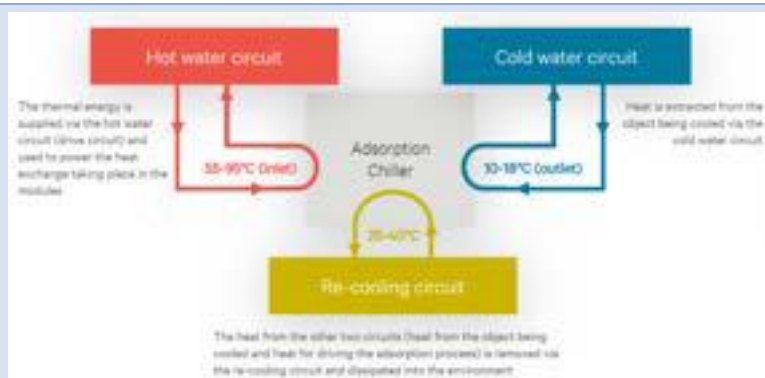 Hot water circuit
Cold water circuit
The thermal energy is
supplied via the hot water
circuit (drive circuit) and
used to power the heat
exchange taking place in the
modules
Heat is extracted from the
object being cooled via the
cold water circuit
Adsorption
Chiller
55-95°C (inlet)
10-18°C (outlet)
-40°C
Re-cooling circuit
The heat from the other two circuits (heat from the object being
cooled and heat for driving the adsorption process) is removed via
the re-cooling circuit and dissipated into the environment